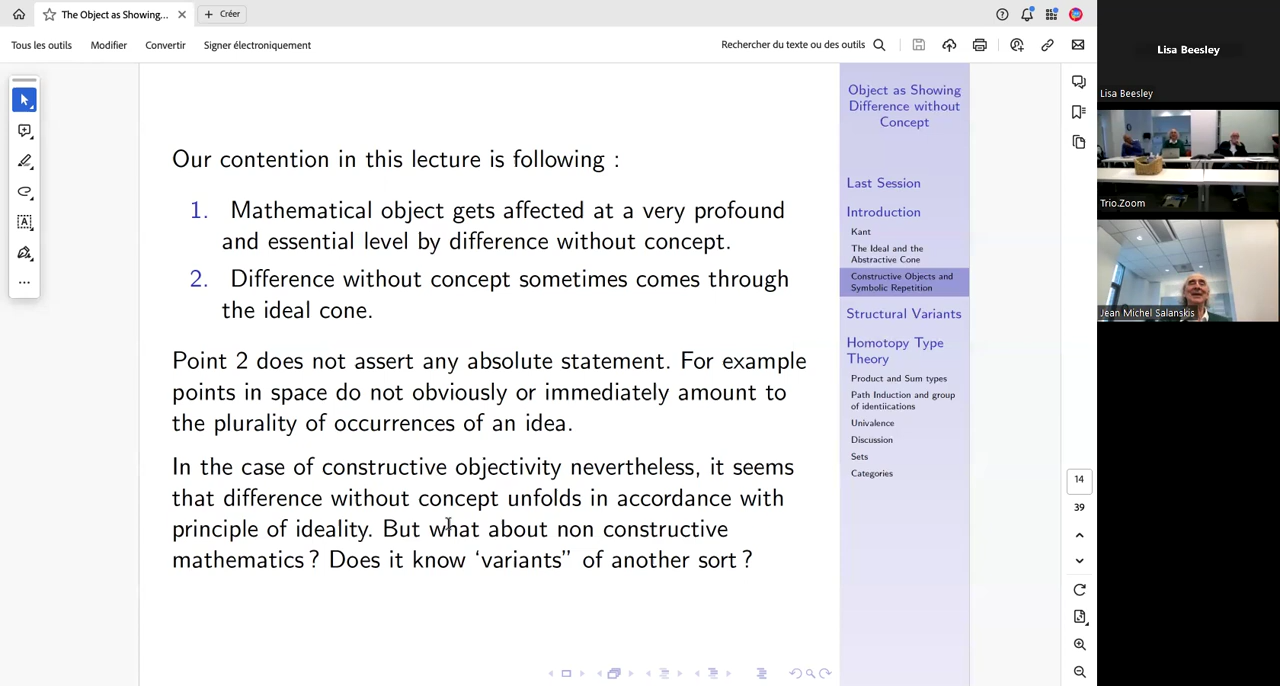 The Object as Showing...
Créer
Tous les outils
Modifier
Convertir
Signer électroniquement
Rechercher du texte ou des outils
Our contention in this lecture is following :
1. Mathematical object gets affected at a very profound
and essential level by difference without concept.
2. Difference without concept sometimes comes through
the ideal cone.
Point 2 does not assert any absolute statement. For example
points in space do not obviously or immediately amount to
the plurality of occurrences of an idea.
In the case of constructive objectivity nevertheless, it seems
that difference without concept unfolds in accordance with
principle of ideality. But what about non constructive
mathematics ? Does it know ‘variants” of another sort ?
Object as Showing
Difference without
Concept
Last Session
Introduction
Kant
The Ideal and the
Abstractive Cone
Constructive Objects and
Symbolic Repetition
Structural Variants
Homotopy Type
Theory
Product and Sum types
Path Induction and group
of identiications
Univalence
Discussion
Sets
Categories
14
39
Lisa Beesley
Lisa Beesley
Trio.Zoom
Jean Michel Salanskis